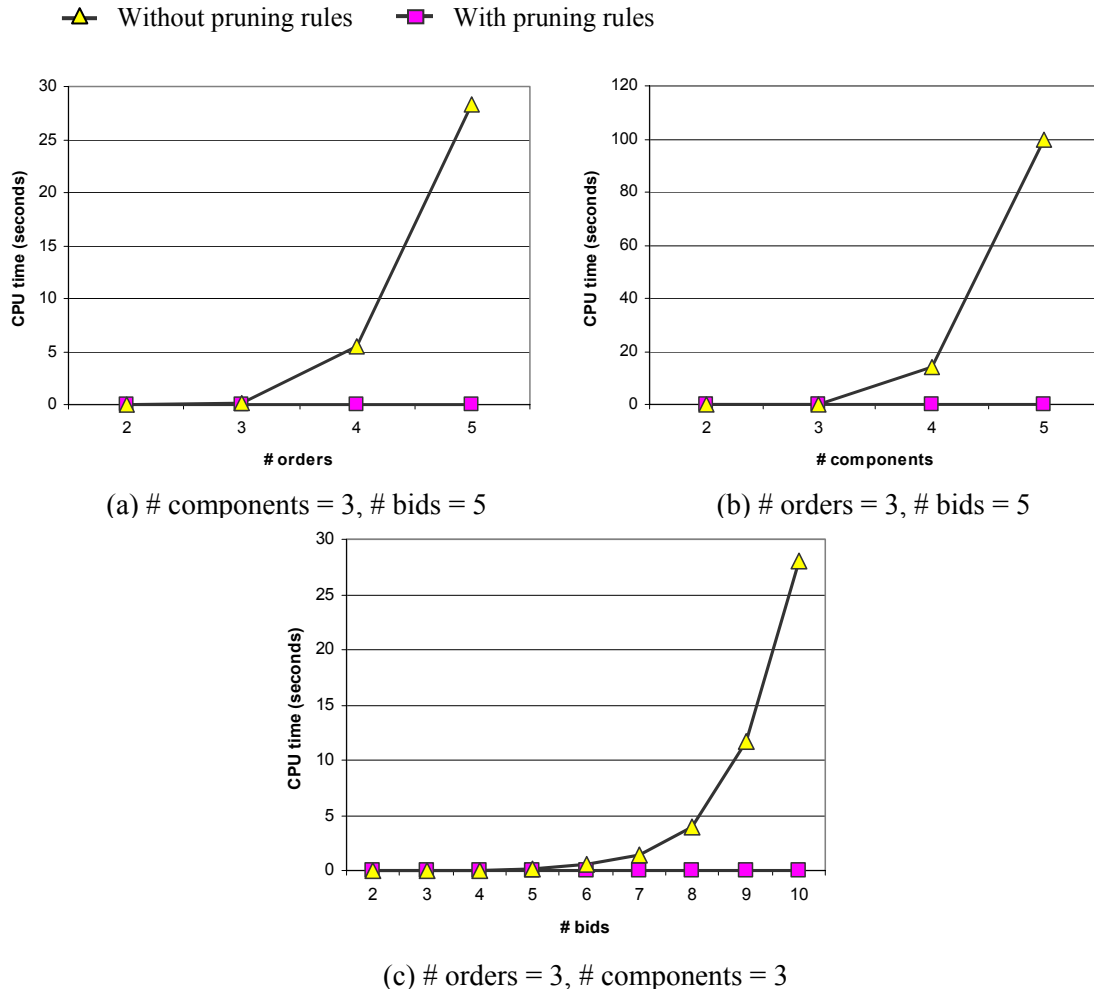 Without pruning rules With pruning rules
30
25
20
15
10
5
0
CPU time (seconds)
2 3 4 5
# orders
(a) # components = 3, # bids = 5
120
100
80
60
40
20
0
CPU time (seconds)
2 3 4 5
# components
(b) # orders = 3, # bids = 5
30
25
20
15
10
5
0
CPU time (seconds)
2 3 4 5 6 7 8 9 10
# bids
(c) # orders = 3, # components = 3